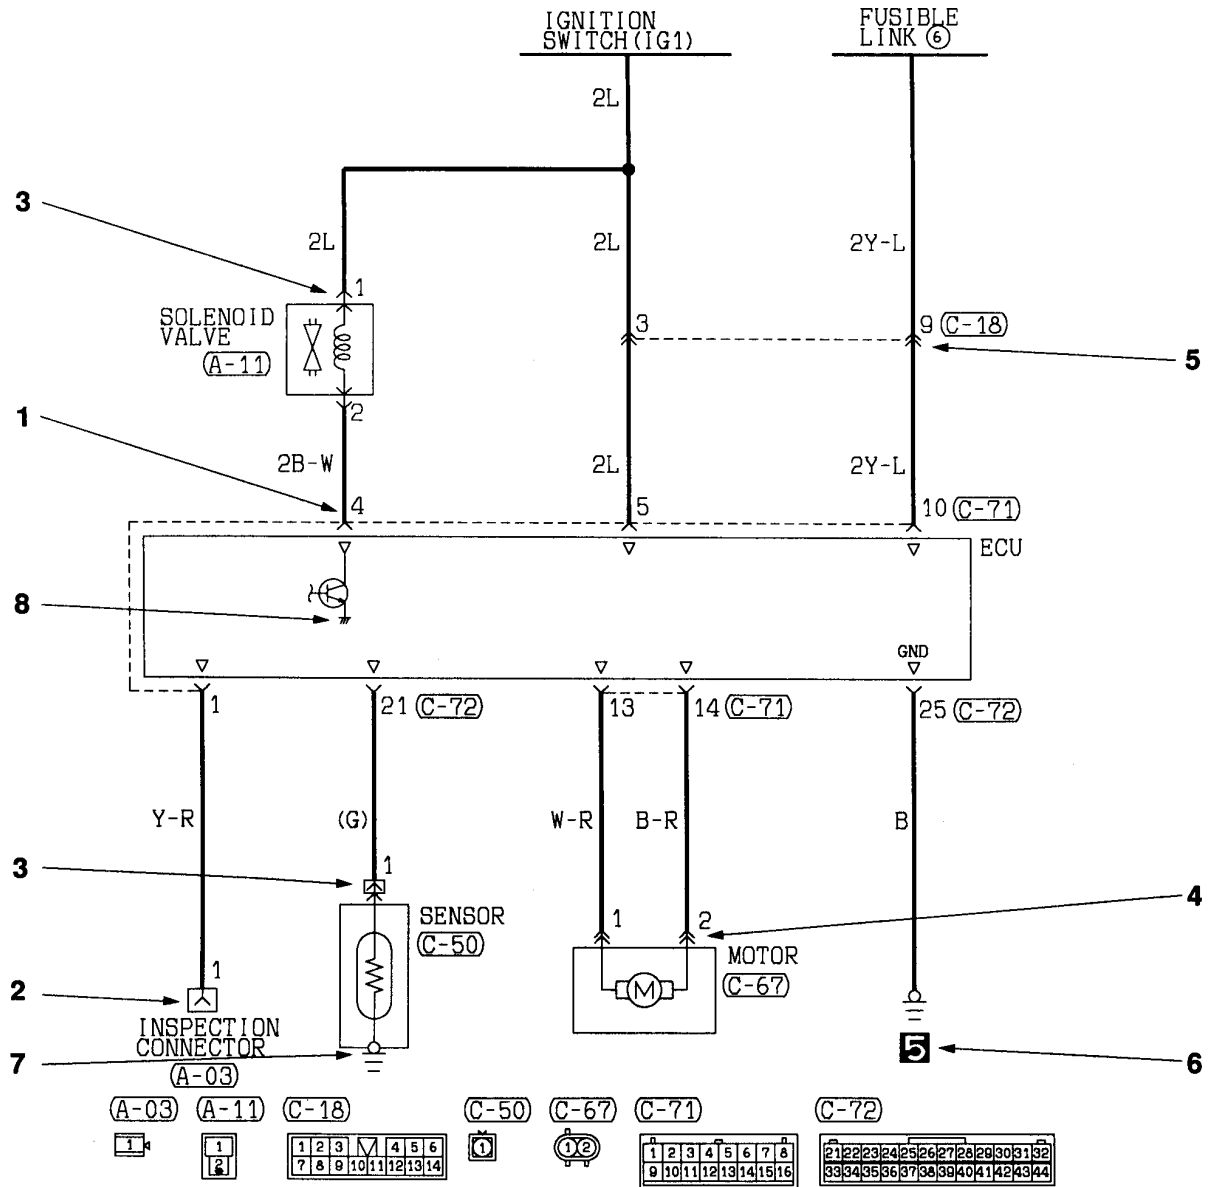 IGNITION
SWITCH(IG1)
FUSIBLE
LINK ⑥
2L
3
2L
2L
2Y-L
1
SOLENOID
VALVE
(A-11)
3
9 (C-18)
5
2
1
2B-W
2L
2Y-L
4
5
10 (C-71)
ECU
8
GND
1
21 (C-72)
13
14 (C-71)
25 (C-72)
Y-R
(G)
W-R
B-R
B
3
1
SENSOR
(C-50)
1
2
4
MOTOR
(C-67)
M
2
1
INSPECTION
CONNECTOR
(A-03)
7
5
6
(A-03)
(A-11)
(C-18)
(C-50)
(C-67)
(C-71)
(C-72)
1
1
2
1 2 3 4 5 6
7 8 9 10 11 12 13 14
1
1 2
1 2 3 4 5 6 7 8
9 10 11 12 13 14 15 16
21 22 23 24 25 26 27 28 29 30 31 32
33 34 35 36 37 38 39 40 41 42 43 44